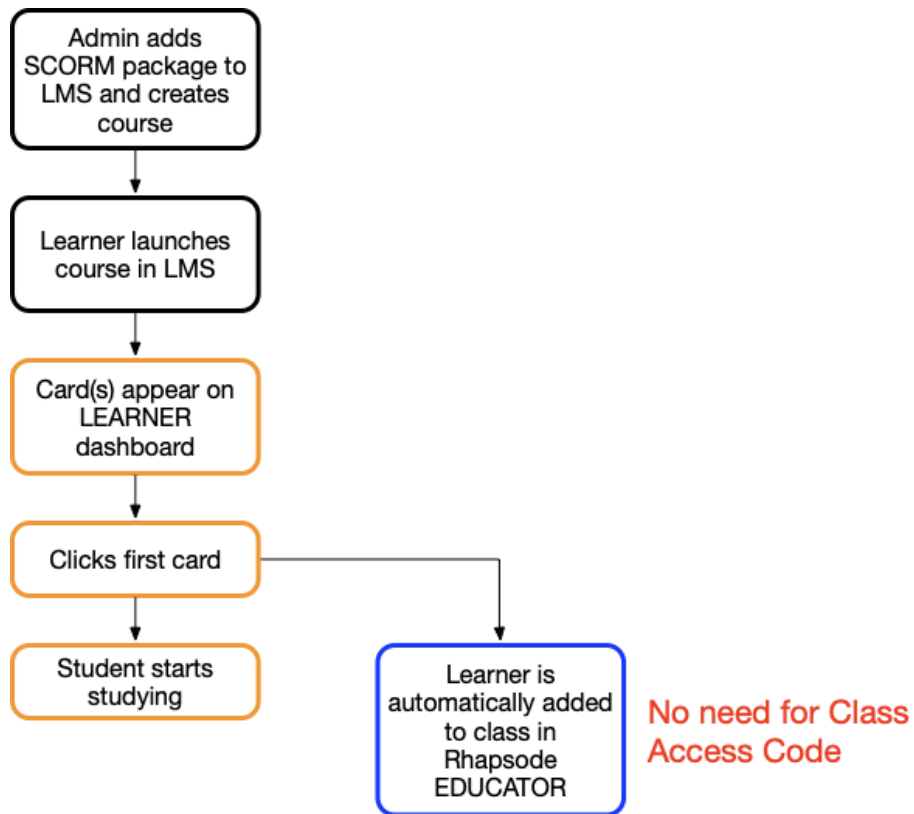 Admin adds
SCORM package to
LMS and creates
course
Learner launches
course in LMS
Card(s) appear on
LEARNER
dashboard
Clicks first card
Student starts
studying
Learner is
automatically added
to class in
Rhapsode
EDUCATOR
No need for Class
Access Code